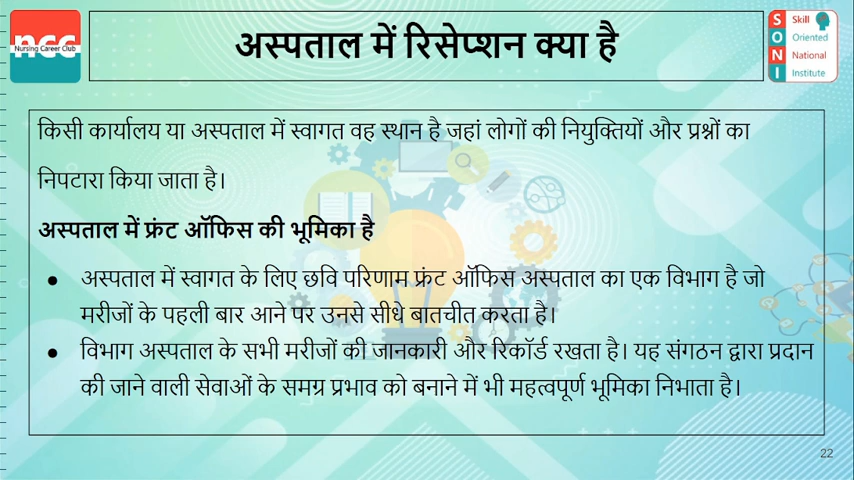 ncc
Nursing Career Club
अस्पताल में रिसेप्शन क्या है
S Skill
O Oriented
N National
I Institute
किसी कार्यालय या अस्पताल में स्वागत वह स्थान है जहां लोगों की नियुक्तियों और प्रश्नों का
निपटारा किया जाता है।
अस्पताल में फ्रंट ऑफिस की भूमिका है
● अस्पताल में स्वागत के लिए छवि परिणाम फ्रंट ऑफिस अस्पताल का एक विभाग है जो
मरीजों के पहली बार आने पर उनसे सीधे बातचीत करता है।
● विभाग अस्पताल के सभी मरीजों की जानकारी और रिकॉर्ड रखता है। यह संगठन द्वारा प्रदान
की जाने वाली सेवाओं के समग्र प्रभाव को बनाने में भी महत्वपूर्ण भूमिका निभाता है।
22